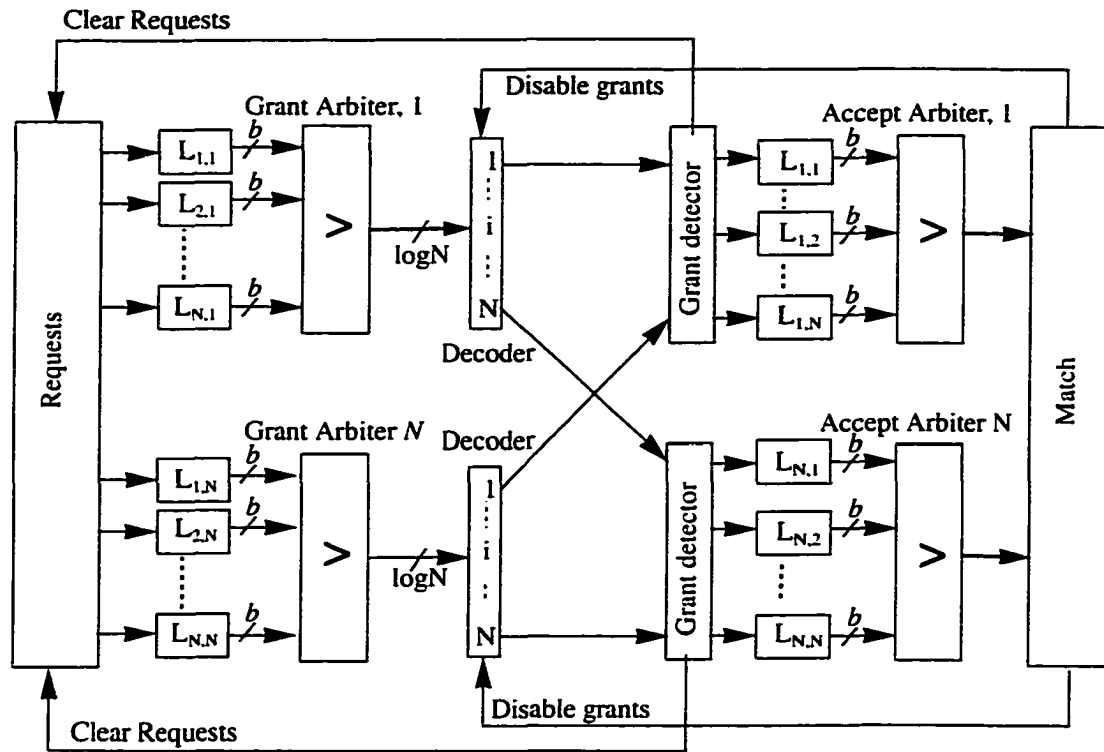 Clear Requests
Disable grants
Grant Arbiter, 1
Accept Arbiter, 1
Requests
L1,1
b
L2,1
b
LN,1
b
>
logN
1
i
N
Decoder
Grant detector
L1,1
b
L1,2
b
L1,N
b
>
Match
Grant Arbiter N
Decoder
Accept Arbiter N
L1,N
b
L2,N
b
LN,N
b
>
logN
1
i
N
Grant detector
LN,1
b
LN,2
b
LN,N
b
>
Disable grants
Clear Requests